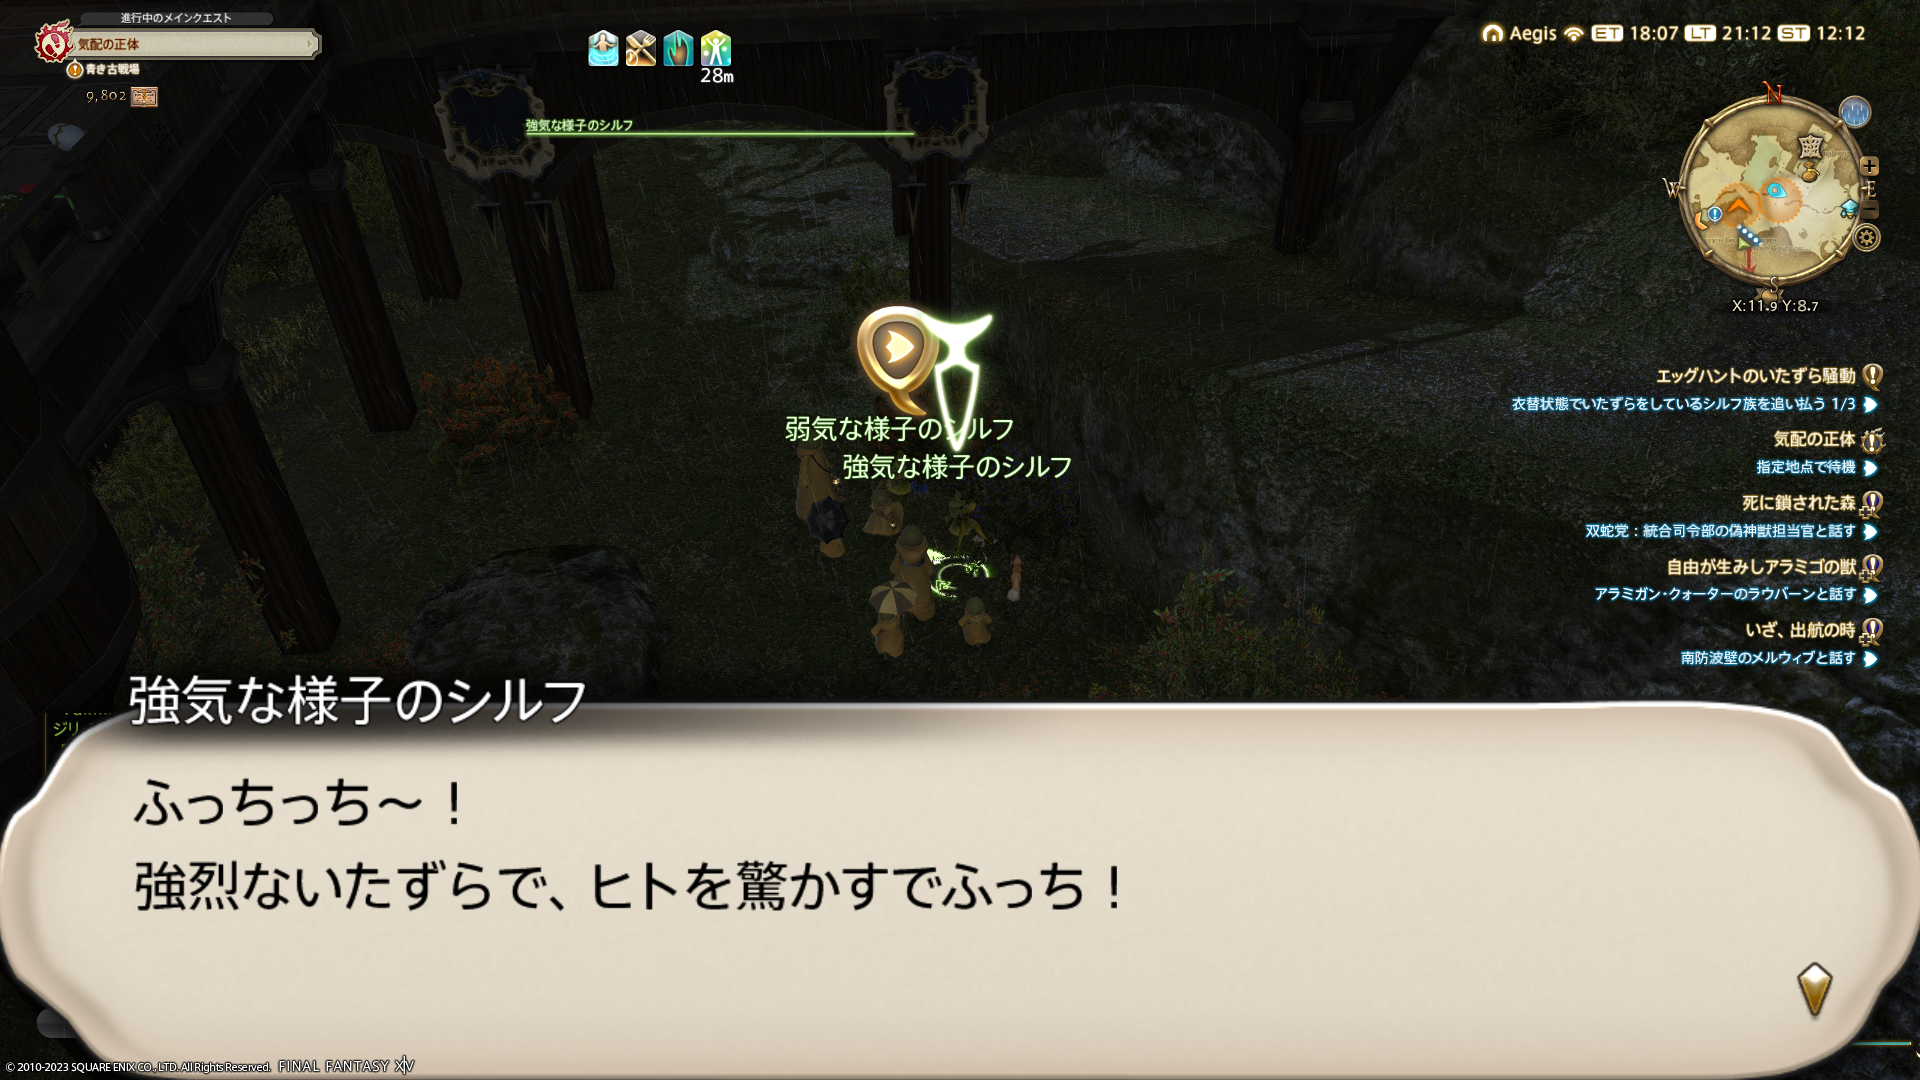 進行中のメインクエスト
気配の正体
青き古戦場
9,802
28m
強気な様子のシルフ
Aegis ET 18:07 LT 21:12 ST 12:12
N
W
E
S
X:11.9 Y:8.7
エッグハントのいたずら騒動
衣替状態でいたずらをしているシルフ族を追い払う 1/3
気配の正体
指定地点で待機
死に鎖された森
双蛇党：統合司令部の偽神獣担当官と話す
自由が生みしアラミゴの獣
アラミガン・クォーターのラウバーンと話す
いざ、出航の時
南防波壁のメルウィブと話す
弱気な様子のシルフ
強気な様子のシルフ
強気な様子のシルフ
ジリ
ふっちっち～！
強烈ないたずらで、ヒトを驚かすでふっち！
© 2010-2023 SQUARE ENIX CO., LTD. All Rights Reserved. FINAL FANTASY XIV